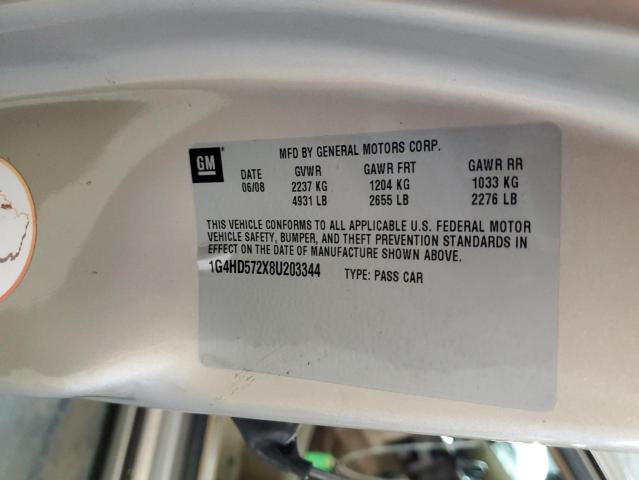 GM
MFD BY GENERAL MOTORS CORP.
DATE GVWR GAWR FRT GAWR RR
06/08 2237 KG 1204 KG 1033 KG
4931 LB 2655 LB 2276 LB
THIS VEHICLE CONFORMS TO ALL APPLICABLE U.S. FEDERAL MOTOR
VEHICLE SAFETY, BUMPER, AND THEFT PREVENTION STANDARDS IN
EFFECT ON THE DATE OF MANUFACTURE SHOWN ABOVE.
1G4HD572X8U203344 TYPE: PASS CAR